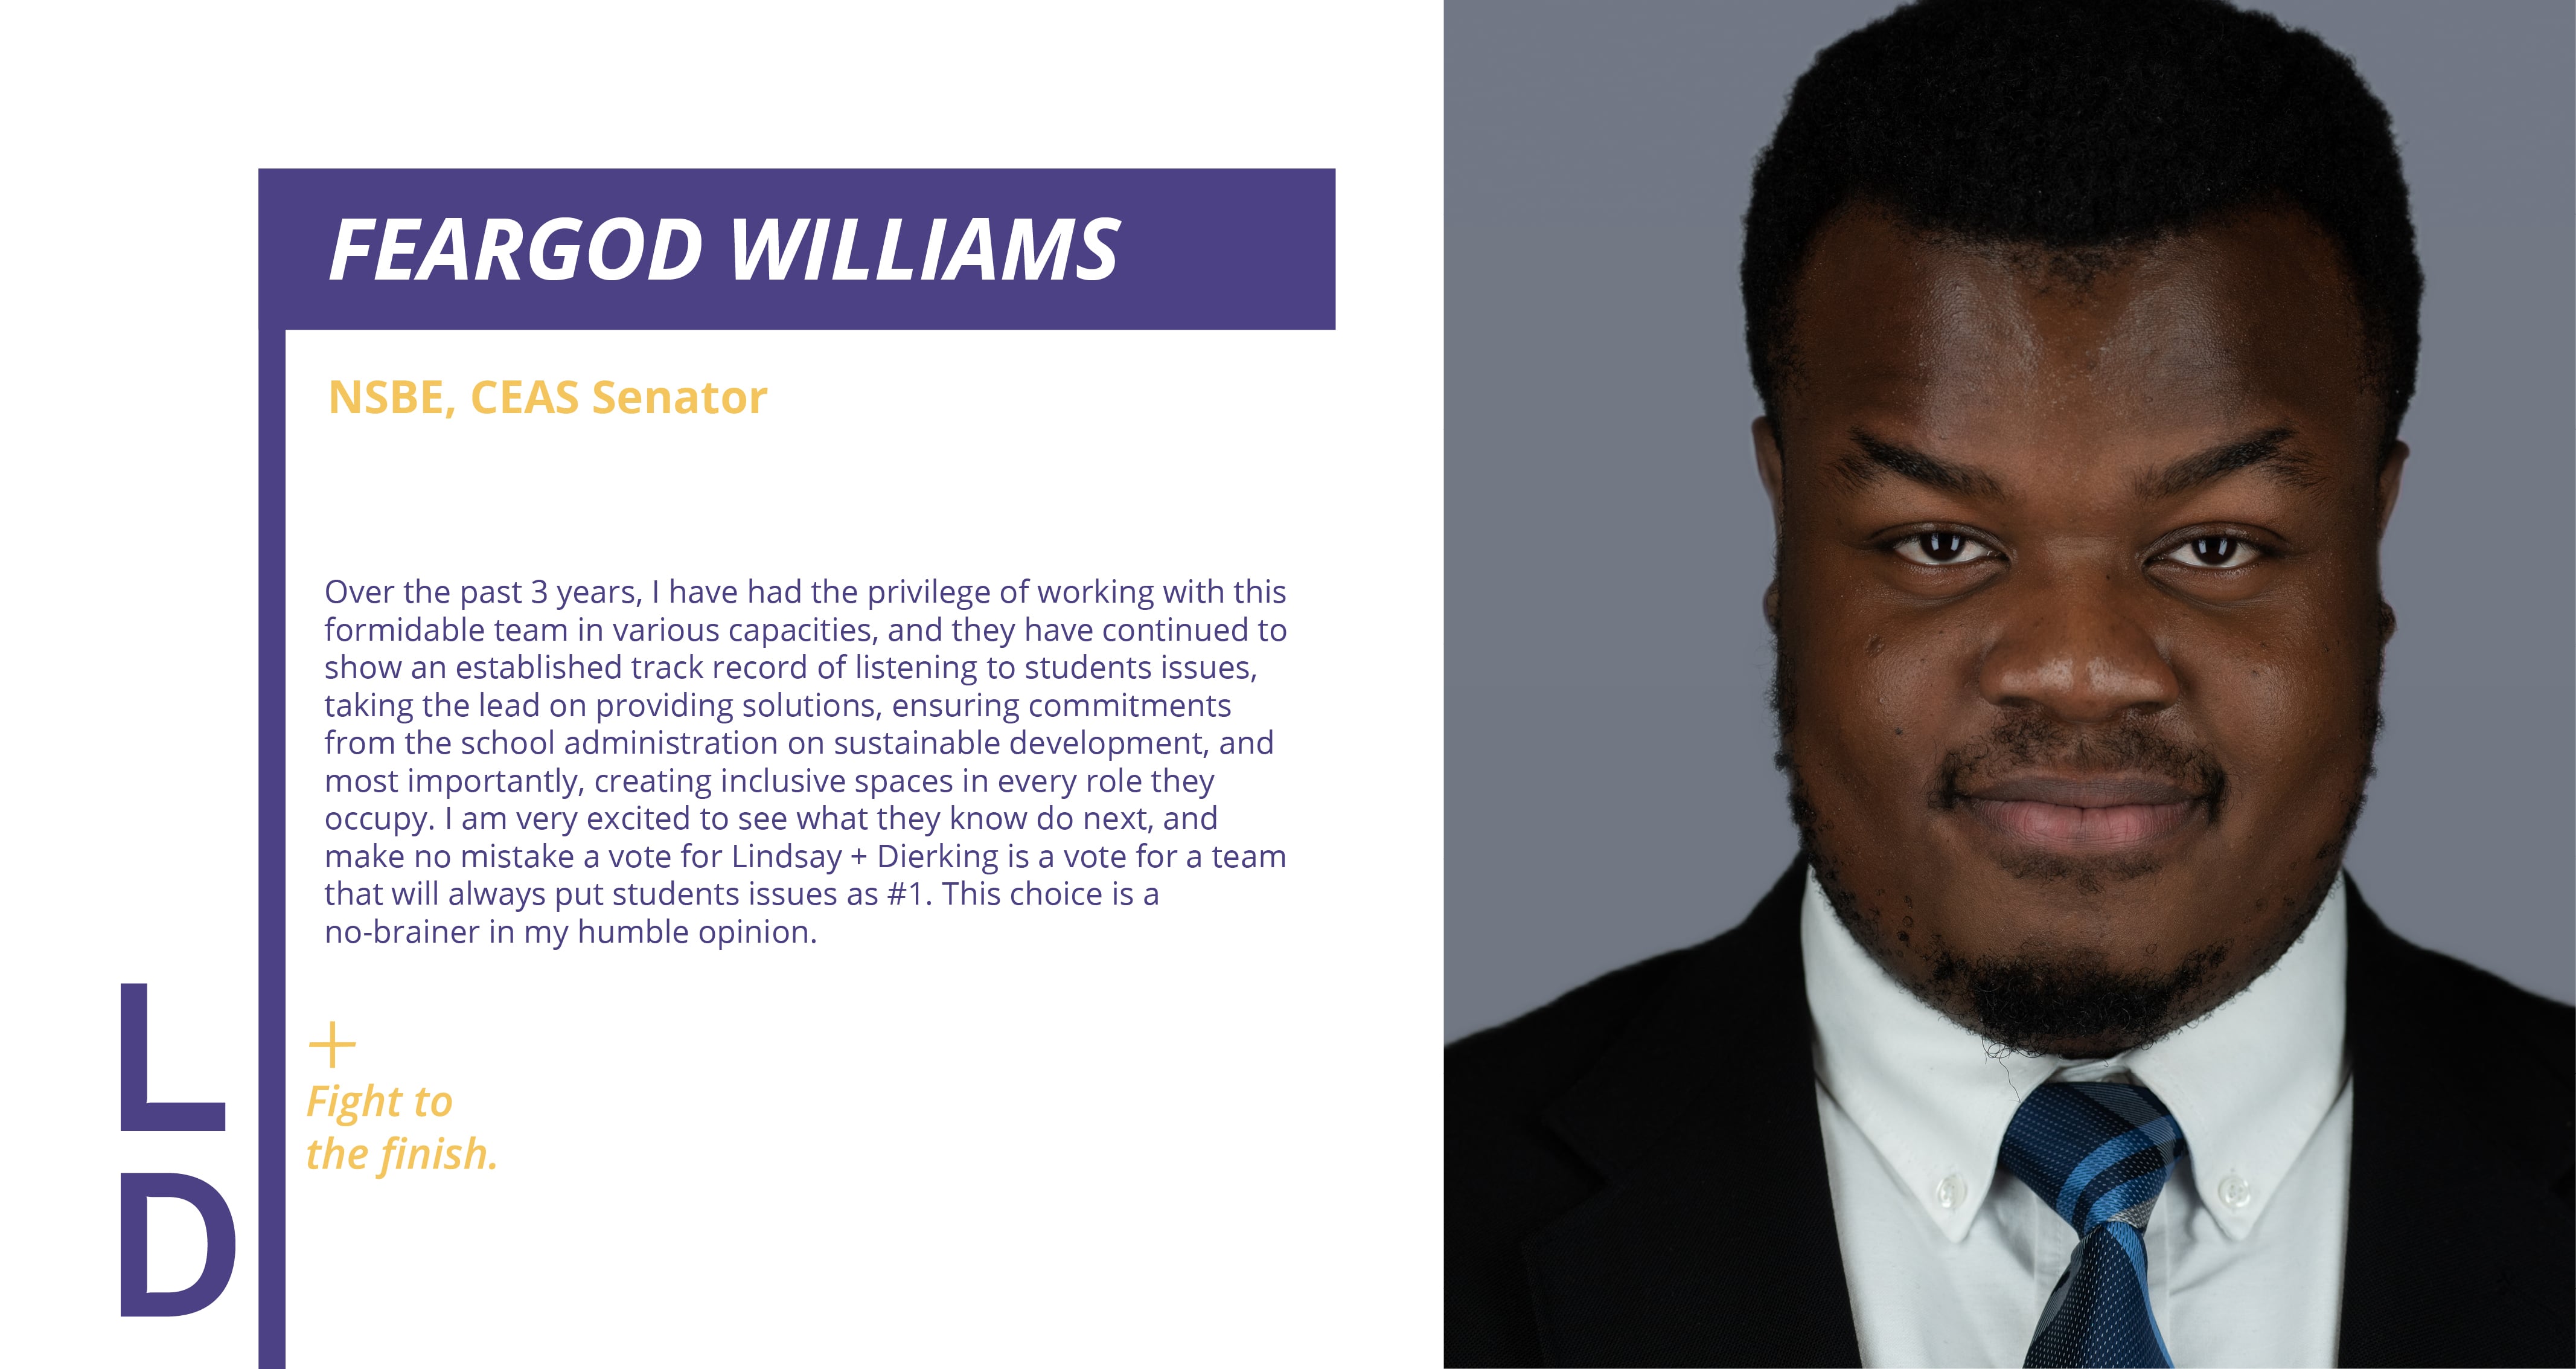 FEARGOD WILLIAMS
NSBE, CEAS Senator
Over the past 3 years, I have had the privilege of working with this
formidable team in various capacities, and they have continued to
show an established track record of listening to students issues,
taking the lead on providing solutions, ensuring commitments
from the school administration on sustainable development, and
most importantly, creating inclusive spaces in every role they
occupy. I am very excited to see what they know do next, and
make no mistake a vote for Lindsay + Dierking is a vote for a team
that will always put students issues as #1. This choice is a
no-brainer in my humble opinion.
L
D
+
Fight to
the finish.